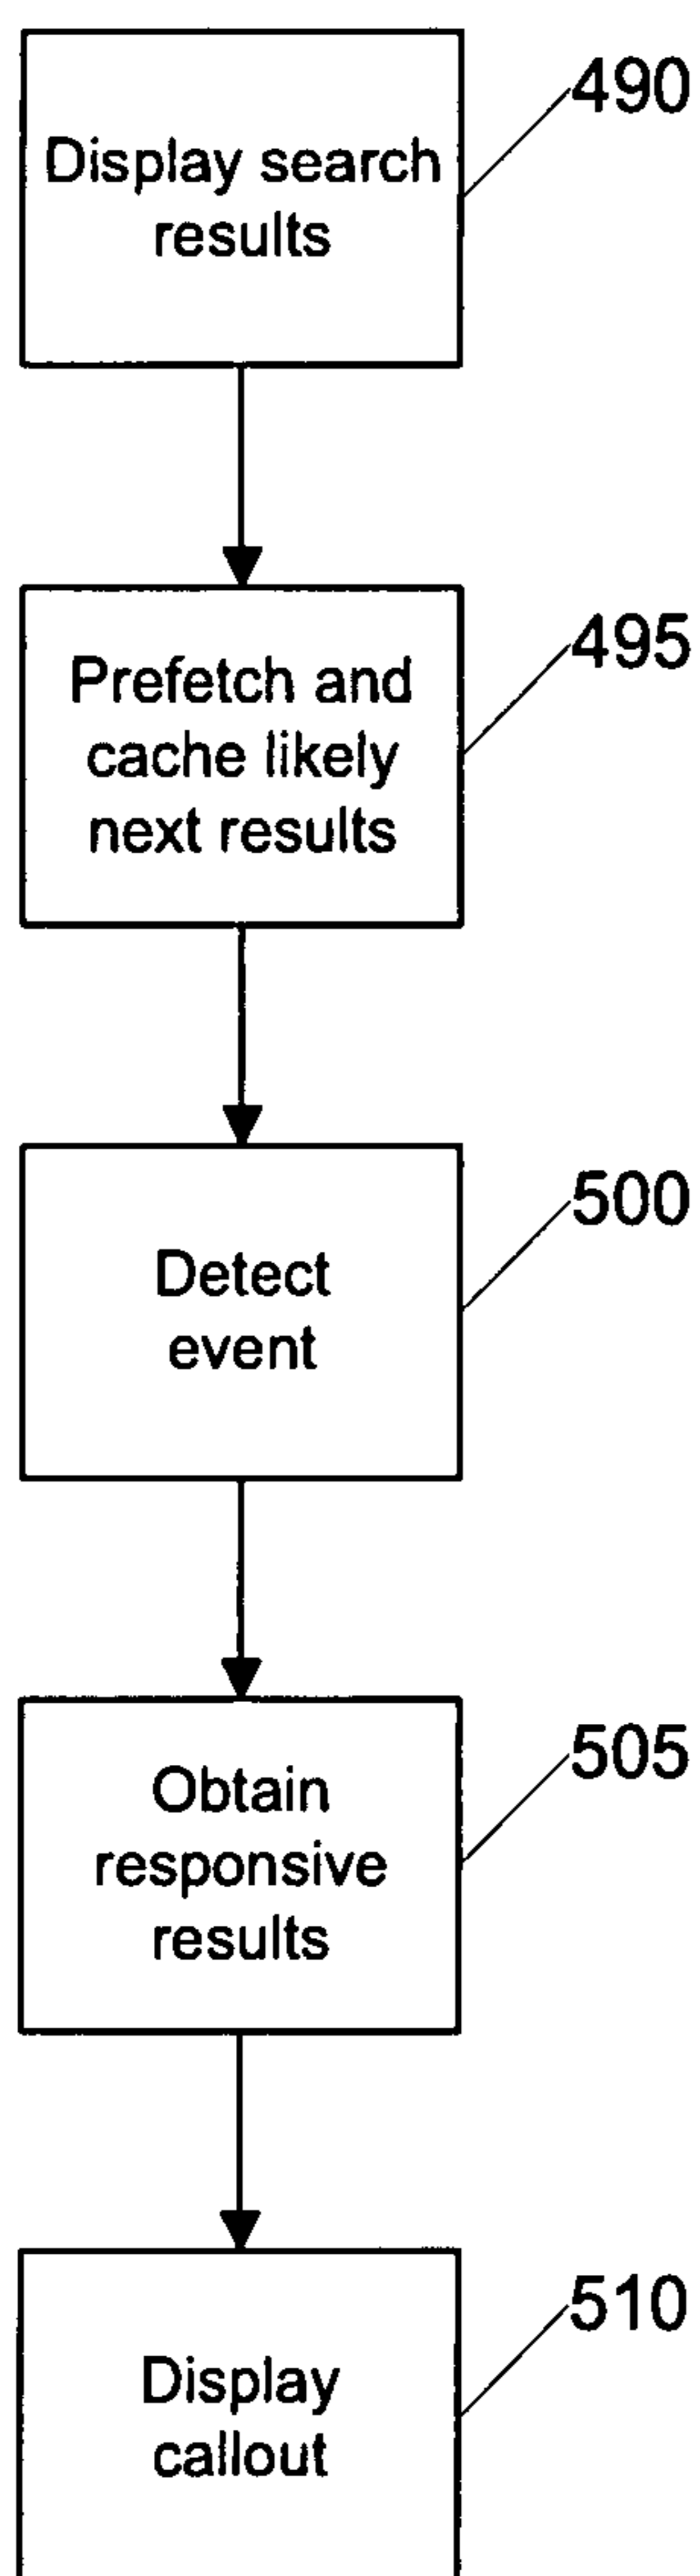 490
Display search
results
495
Prefetch and
cache likely
next results
500
Detect
event
505
Obtain
responsive
results
510
Display
callout